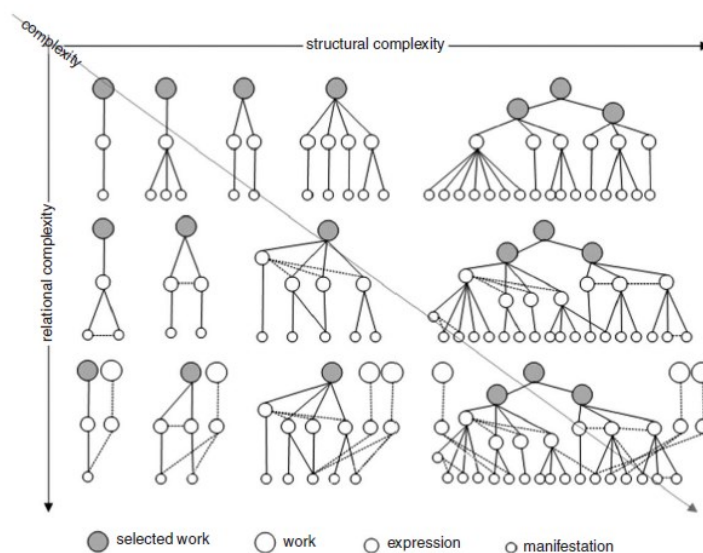 complexity
structural complexity
relational complexity
selected work
work
expression
manifestation